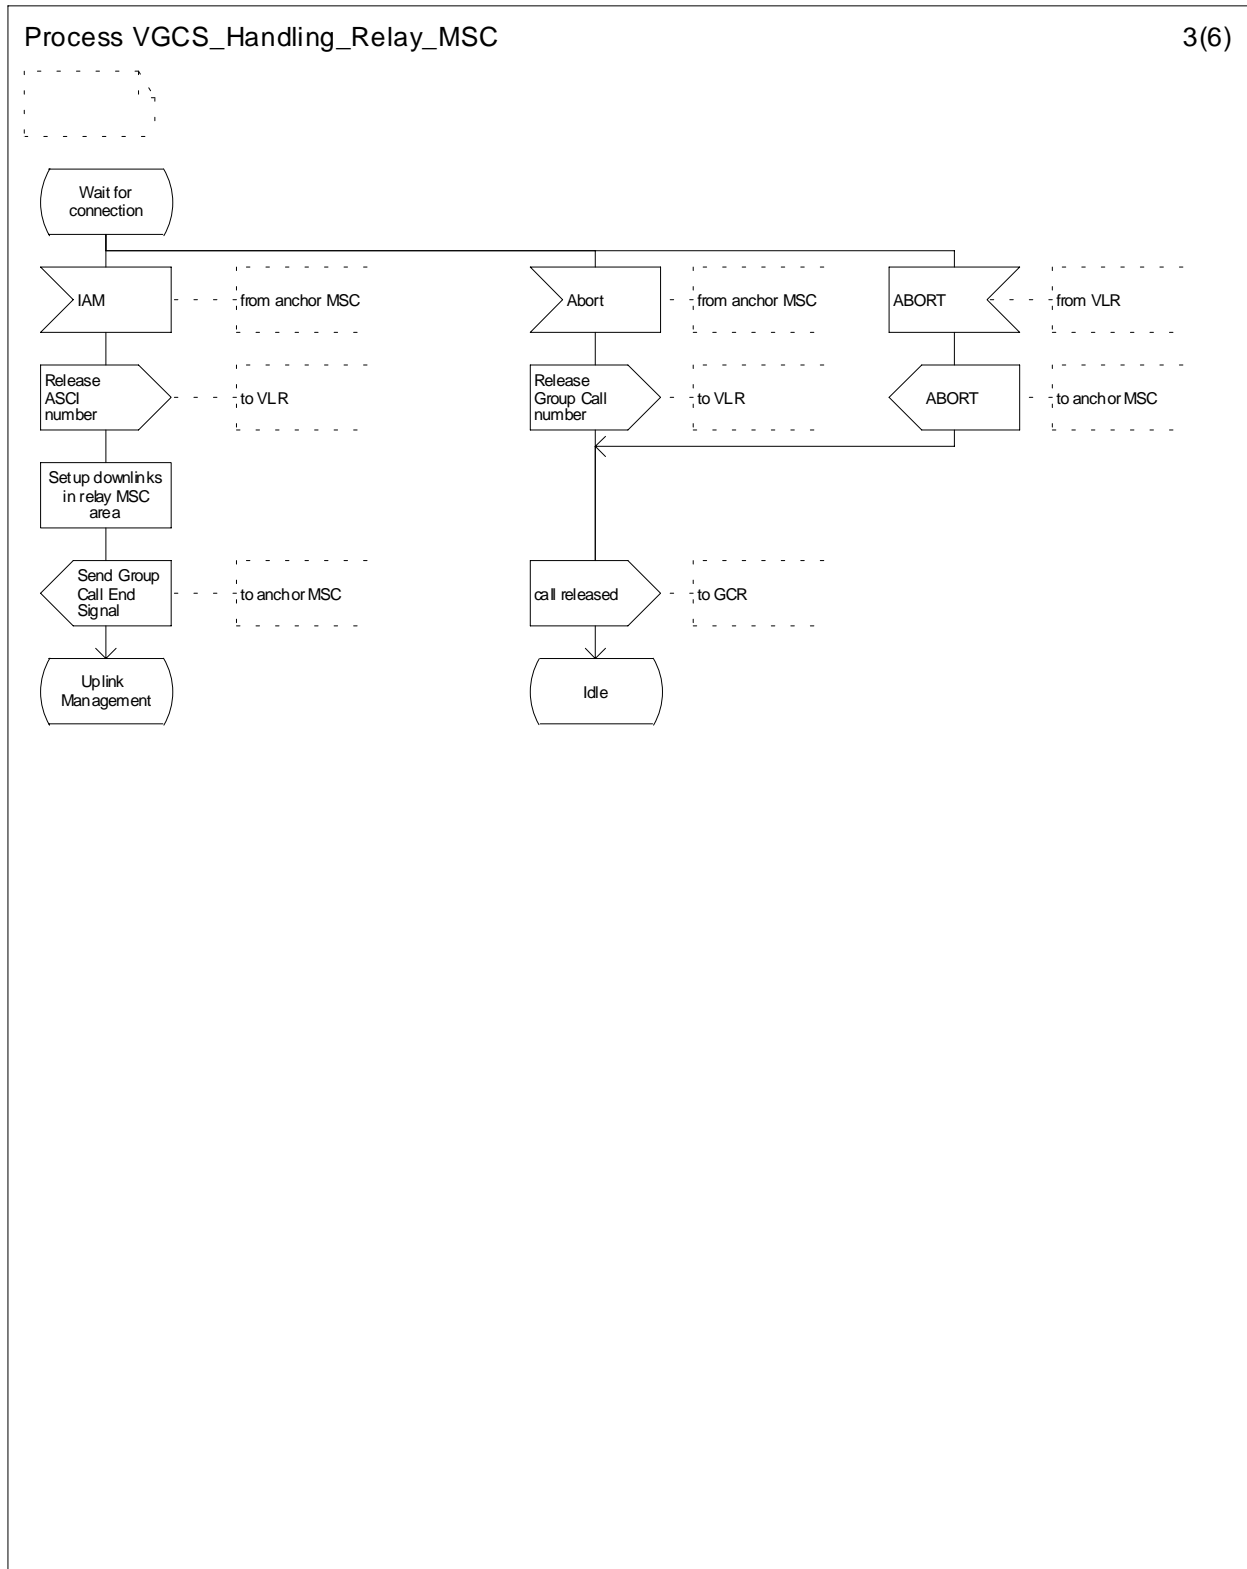 Process VGCS_Handling_Relay_MSC
3(6)
Wait for
connection
IAM
from anchor MSC
Abort
from anchor MSC
ABORT
from VLR
Release
ASCI
number
to VLR
Release
Group Call
number
to VLR
ABORT
to anchor MSC
Setup downlinks
in relay MSC
area
Send Group
Call End
Signal
to anchor MSC
call released
to GCR
Uplink
Management
Idle